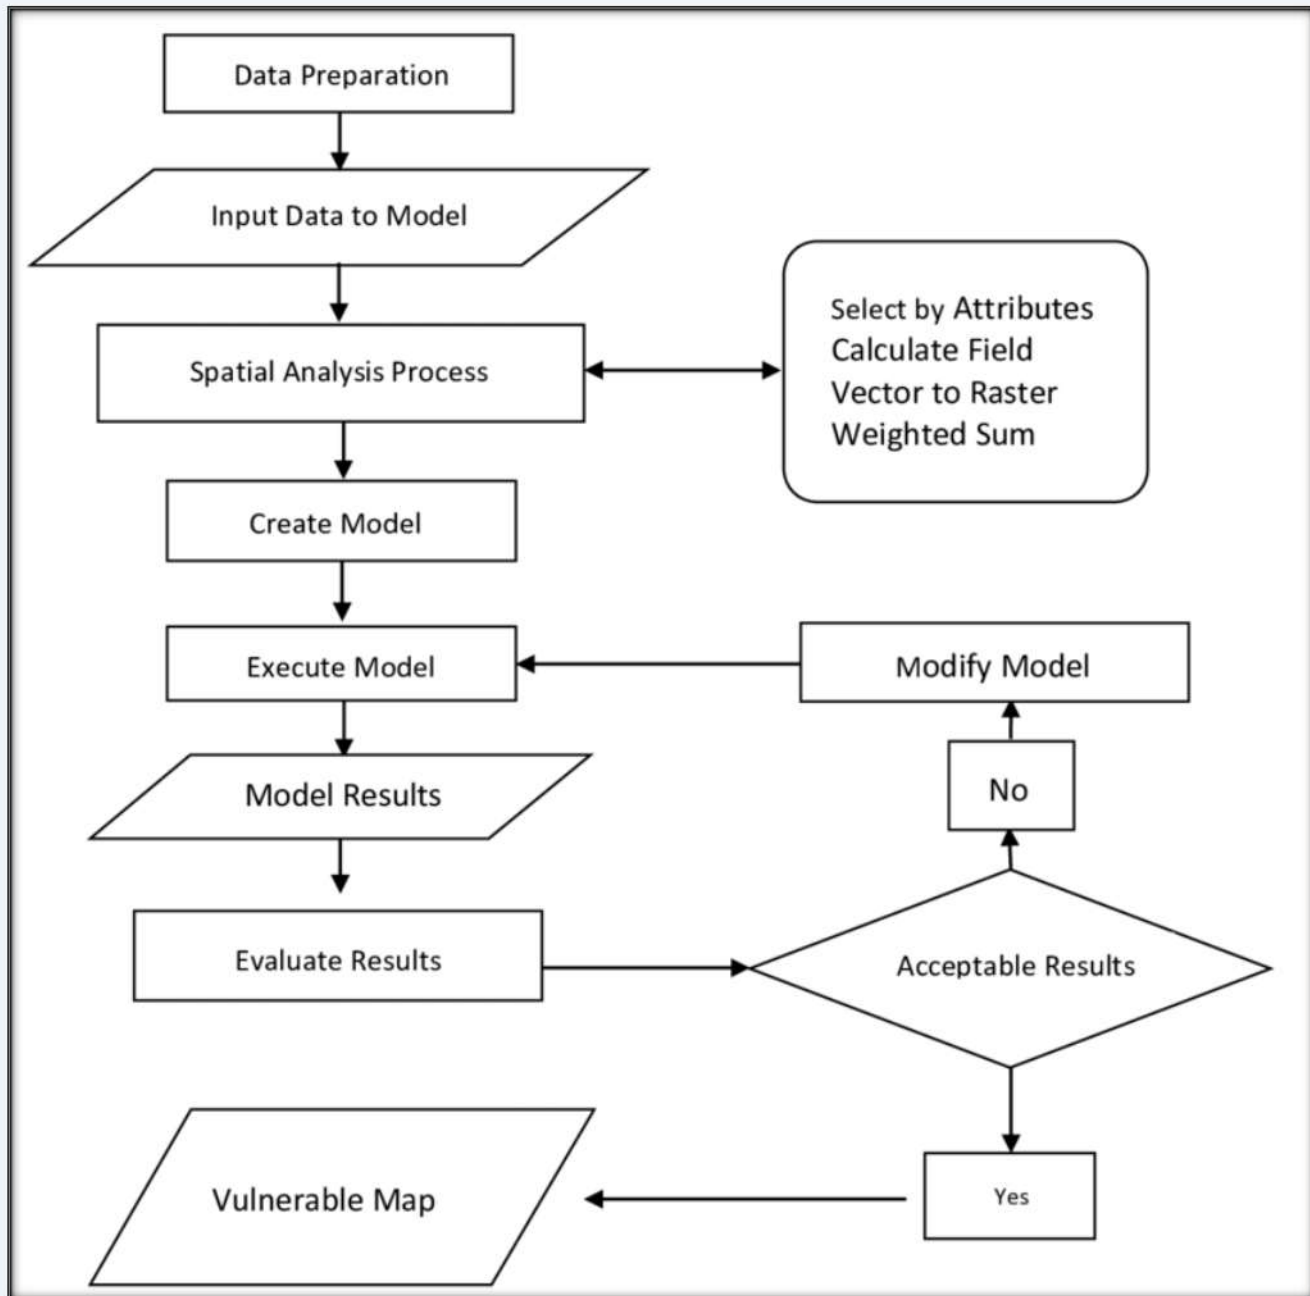 Data Preparation
Input Data to Model
Spatial Analysis Process
Select by Attributes
Calculate Field
Vector to Raster
Weighted Sum
Create Model
Execute Model
Modify Model
Model Results
No
Evaluate Results
Acceptable Results
Vulnerable Map
Yes